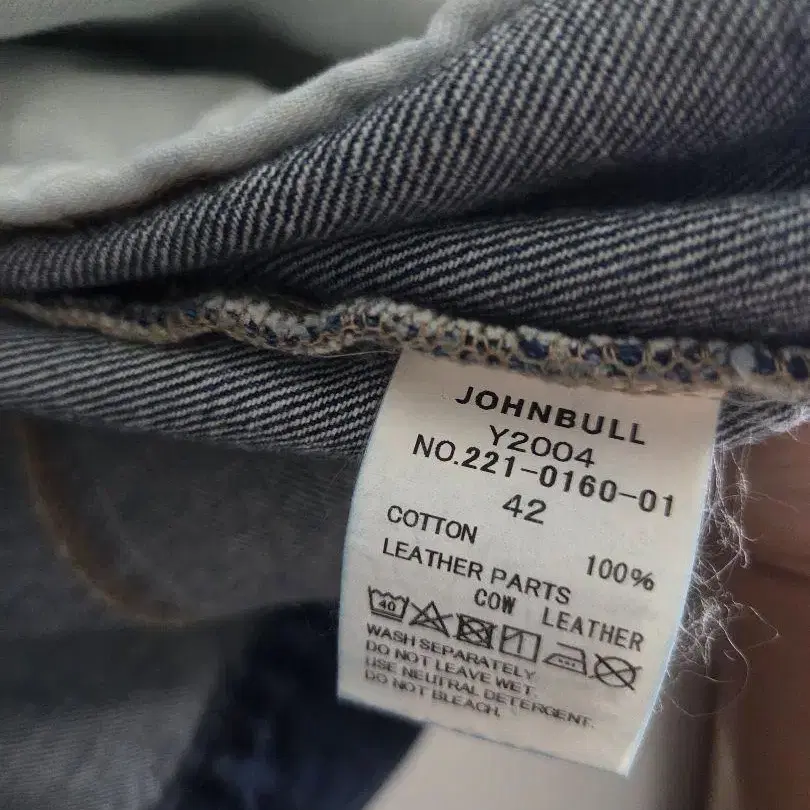 JOHNBULL
Y2004
NO.221-0160-01
42
COTTON 100%
LEATHER PARTS
COW LEATHER
40
WASH SEPARATELY
DO NOT LEAVE WET.
USE NEUTRAL DETERGENT.
DO NOT BLEACH.